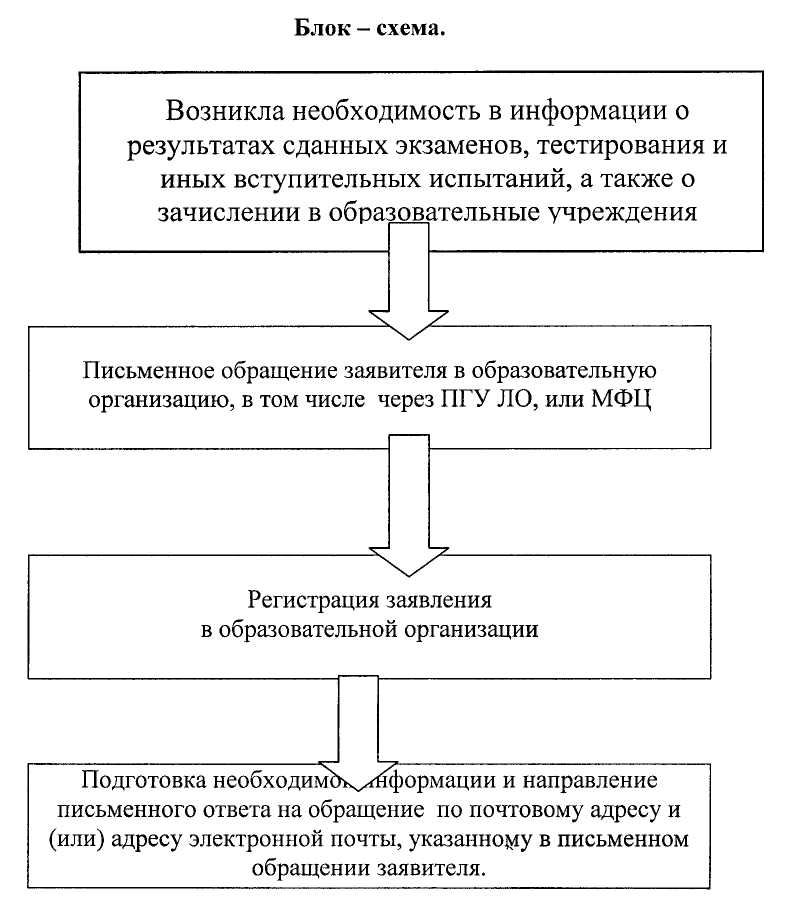 Блок – схема.
Возникла необходимость в информации о
результатах сданных экзаменов, тестирования и
иных вступительных испытаний, а также о
зачислении в образовательные учреждения
Письменное обращение заявителя в образовательную
организацию, в том числе через ПГУ ЛО, или МФЦ
Регистрация заявления
в образовательной организации
Подготовка необходимой информации и направление
письменного ответа на обращение по почтовому адресу и
(или) адресу электронной почты, указанному в письменном
обращении заявителя.